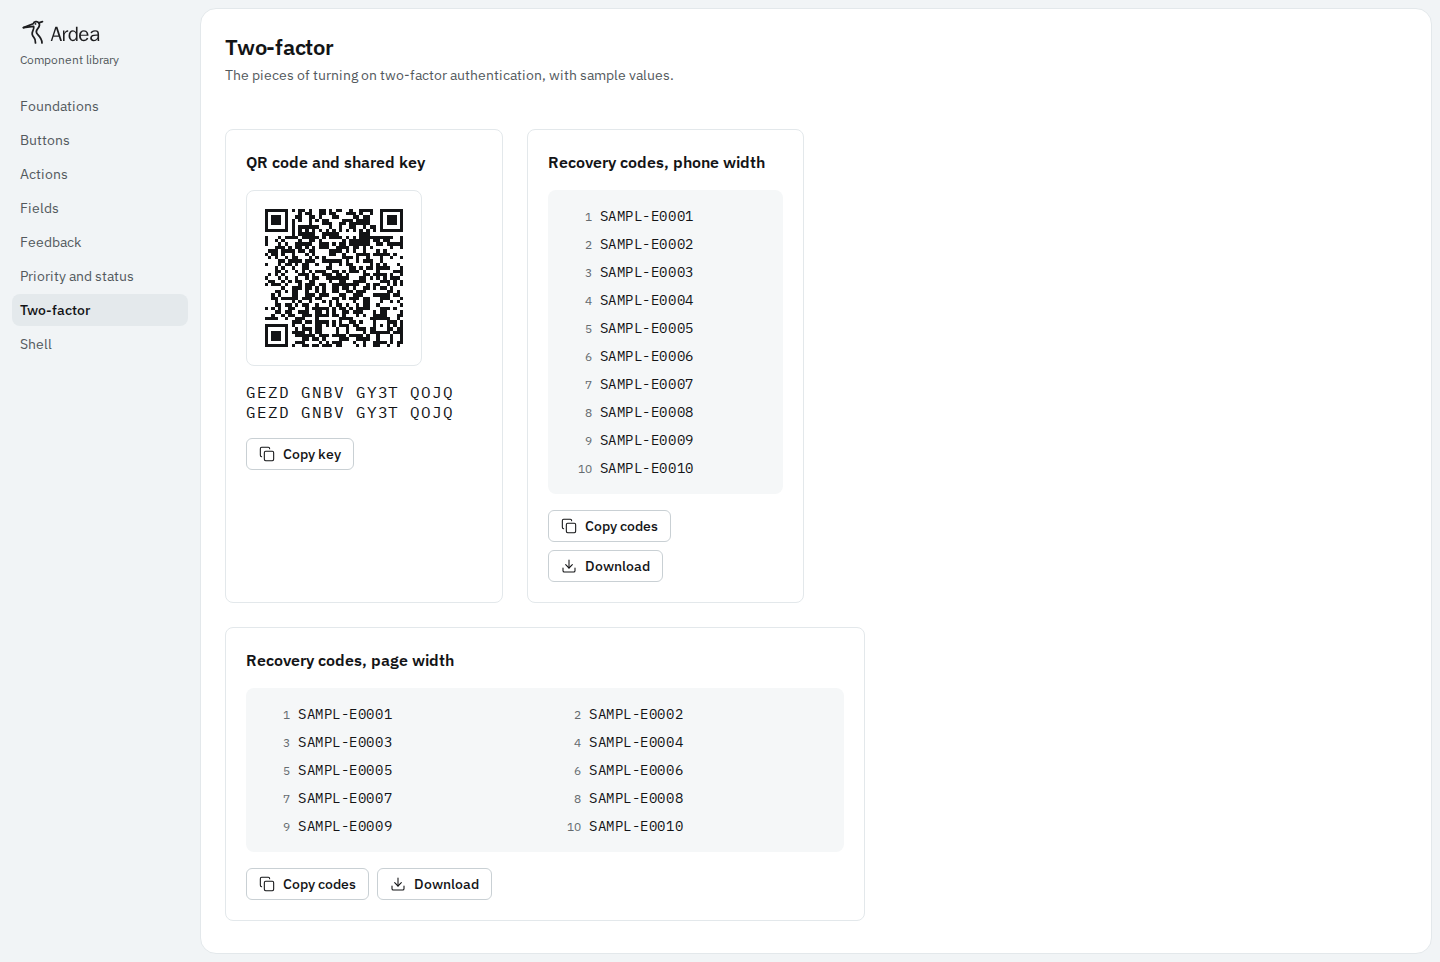 Ardea
Component library
Foundations
Buttons
Actions
Fields
Feedback
Priority and status
Two-factor
Shell
Two-factor
The pieces of turning on two-factor authentication, with sample values.
QR code and shared key
GEZD GNBV GY3T QOJQ
GEZD GNBV GY3T QOJQ
Copy key
Recovery codes, phone width
1 SAMPL-E0001
2 SAMPL-E0002
3 SAMPL-E0003
4 SAMPL-E0004
5 SAMPL-E0005
6 SAMPL-E0006
7 SAMPL-E0007
8 SAMPL-E0008
9 SAMPL-E0009
10 SAMPL-E0010
Copy codes
Download
Recovery codes, page width
1 SAMPL-E0001 2 SAMPL-E0002
3 SAMPL-E0003 4 SAMPL-E0004
5 SAMPL-E0005 6 SAMPL-E0006
7 SAMPL-E0007 8 SAMPL-E0008
9 SAMPL-E0009 10 SAMPL-E0010
Copy codes Download